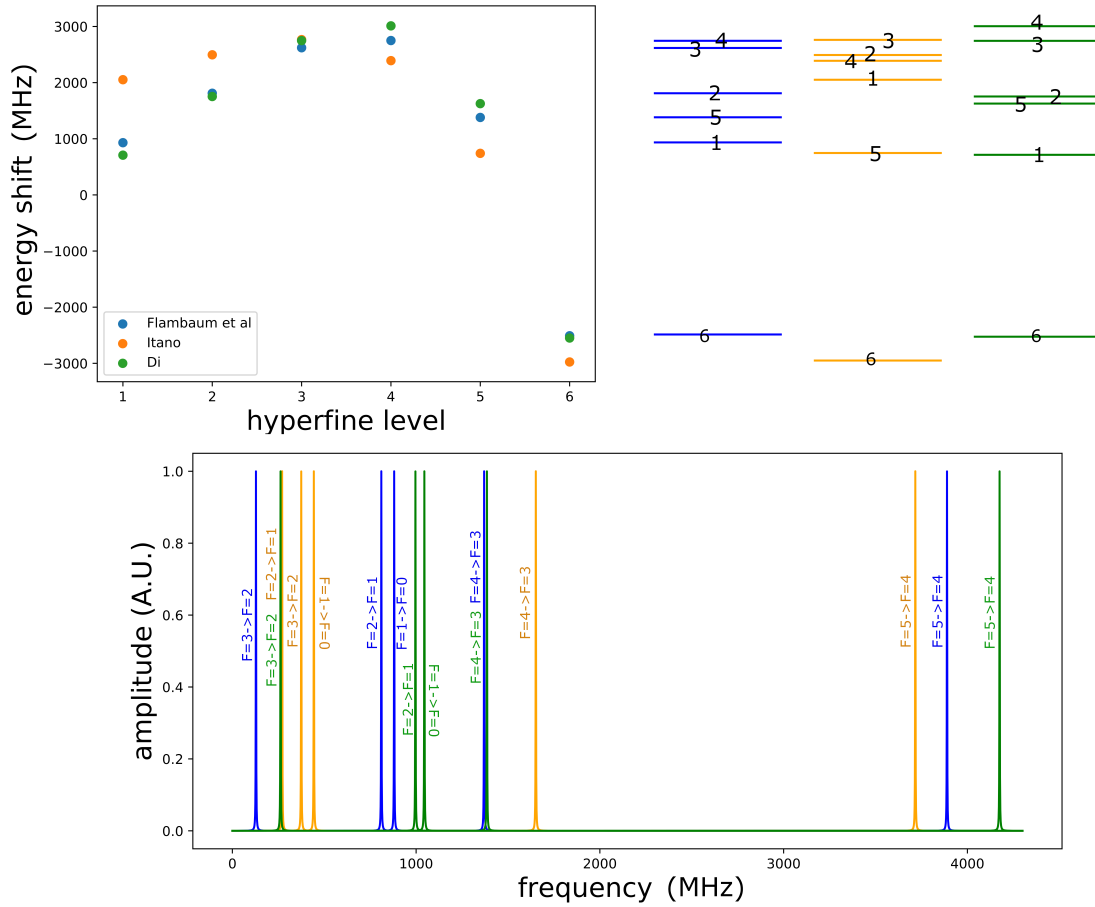 energy shift (MHz)
3000
2000
1000
0
−1000
−2000
−3000
Flambaum et al
Itano
Di
1 2 3 4 5 6
hyperfine level
4
3
2
5
1
6
3
2
4
1
5
6
4
3
2
5
1
6
amplitude (A.U.)
1.0
0.8
0.6
0.4
0.2
0.0
F=3->F=2
F=3->F=2 F=2->F=1
F=3->F=2
F=1->F=0
F=2->F=1
F=1->F=0
F=2->F=1
F=1->F=0
F=4->F=3 F=4->F=3
F=4->F=3
F=5->F=4
F=5->F=4
F=5->F=4
0 1000 2000 3000 4000
frequency (MHz)